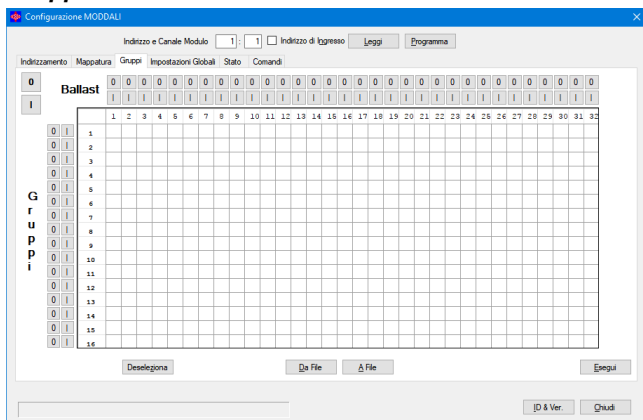 Configurazione MODDALI
Indirizzo e Canale Modulo 1 : 1 Indirizzo di Ingresso Leggi Programma
Indirizzamento Mappatura Gruppi Impostazioni Globali Stato Comandi
0 Ballast 0 0 0 0 0 0 0 0 0 0 0 0 0 0 0 0 0 0 0 0 0 0 0 0 0 0 0 0 0 0 0 0
I I I I I I I I I I I I I I I I I I I I I I I I I I I I I I I I I
1 2 3 4 5 6 7 8 9 10 11 12 13 14 15 16 17 18 19 20 21 22 23 24 25 26 27 28 29 30 31 32
Gruppi
0 I 1
0 I 2
0 I 3
0 I 4
0 I 5
0 I 6
0 I 7
0 I 8
0 I 9
0 I 10
0 I 11
0 I 12
0 I 13
0 I 14
0 I 15
0 I 16
Deseleziona Da File A File Esegui
ID & Ver. Chiudi